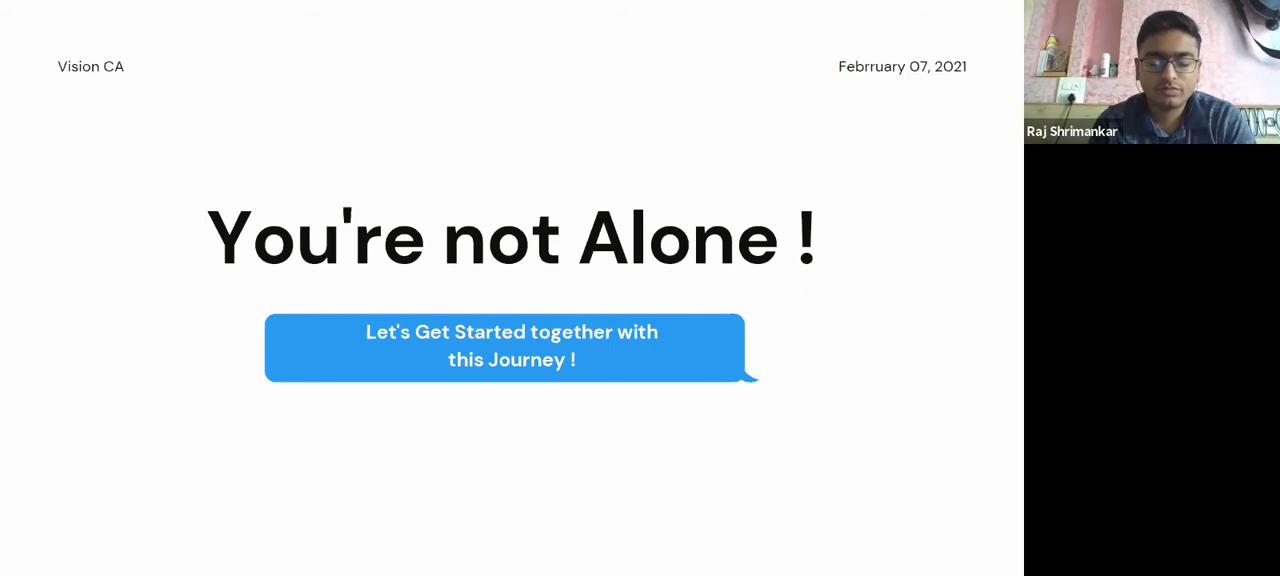 Vision CA
Febrruary 07, 2021
You're not Alone !
Let's Get Started together with
this Journey !
Raj Shrimankar